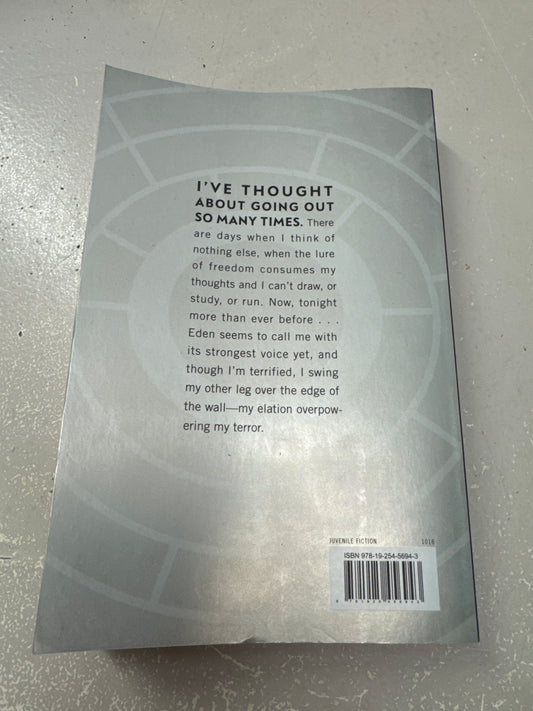 I'VE THOUGHT
ABOUT GOING OUT
SO MANY TIMES. There
are days when I think of
nothing else, when the lure
of freedom consumes my
thoughts and I can't draw, or
study, or run. Now, tonight
more than ever before . . .
Eden seems to call me with
its strongest voice yet, and
though I'm terrified, I swing
my other leg over the edge of
the wall—my elation overpow-
ering my terror.
JUVENILE FICTION 1016
ISBN 978-19-254-5694-3